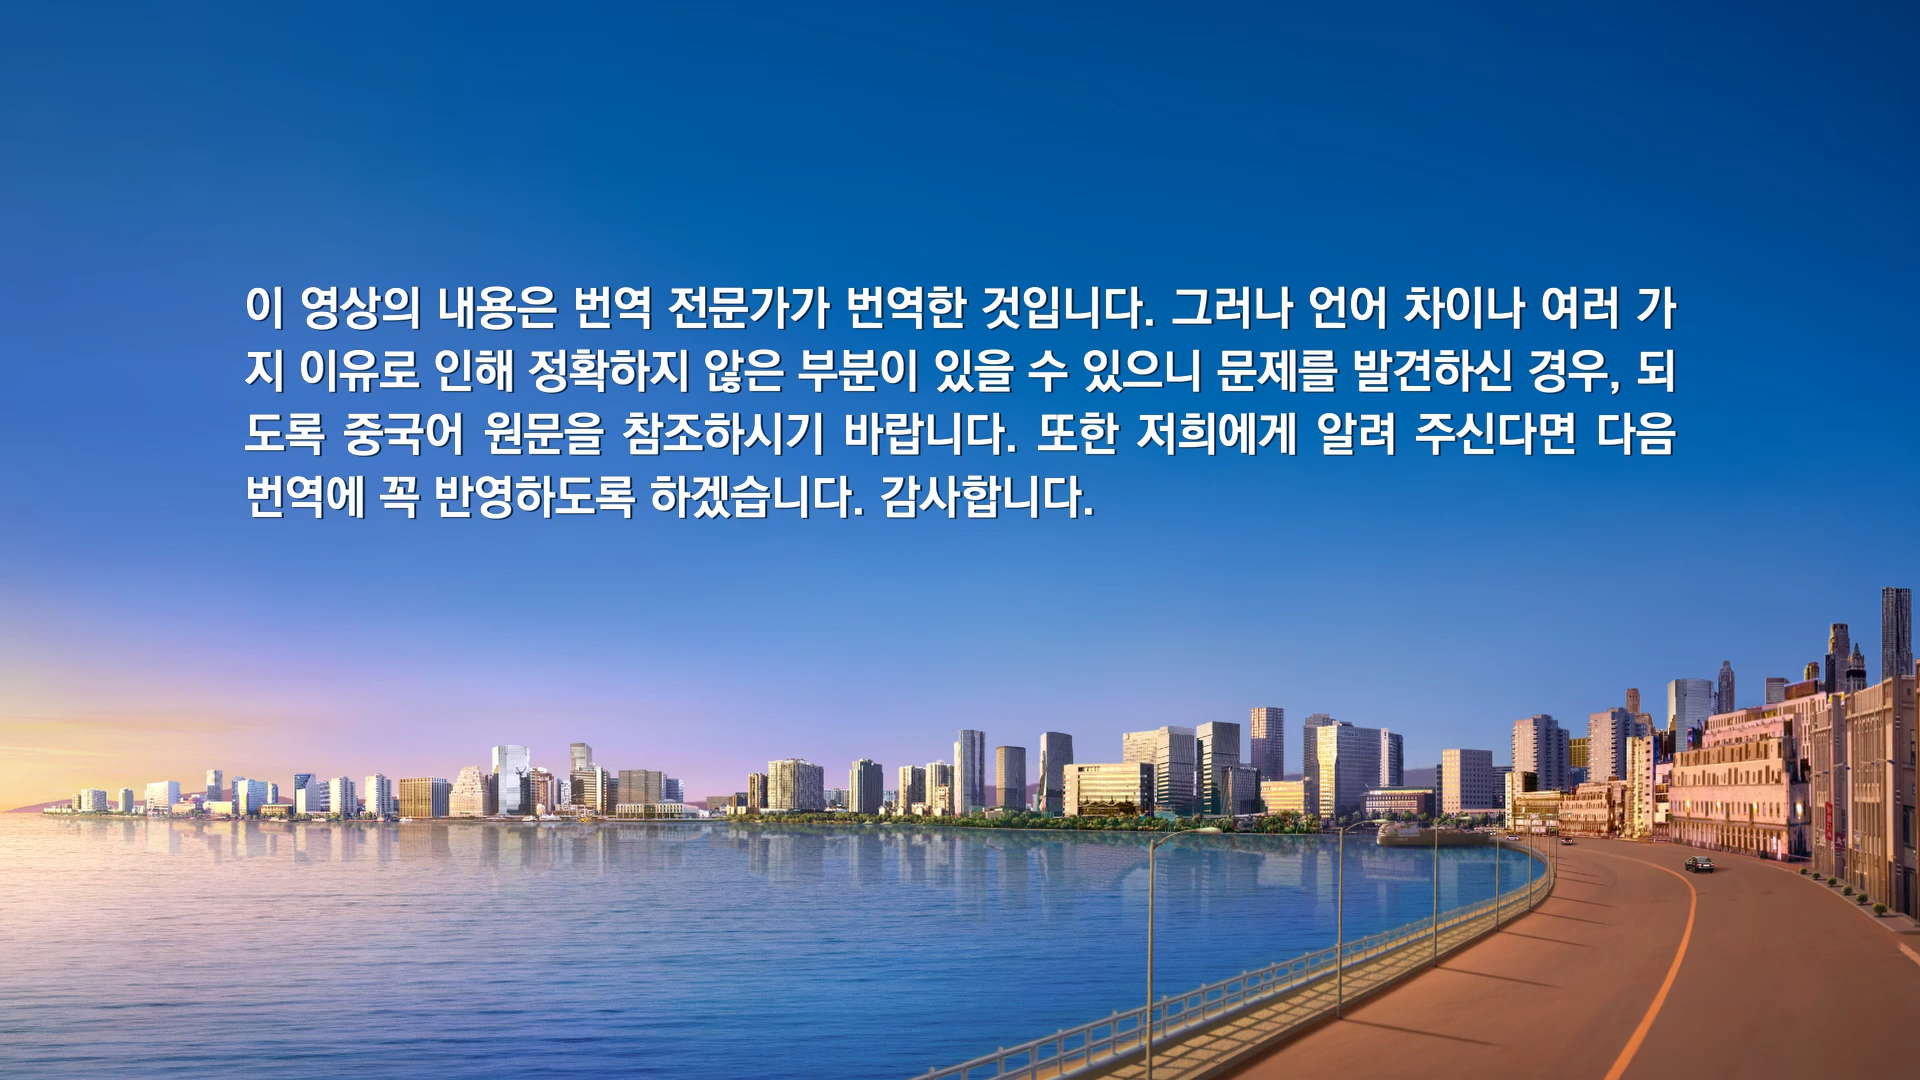 이 영상의 내용은 번역 전문가가 번역한 것입니다. 그러나 언어 차이나 여러 가
지 이유로 인해 정확하지 않은 부분이 있을 수 있으니 문제를 발견하신 경우, 되
도록 중국어 원문을 참조하시기 바랍니다. 또한 저희에게 알려 주신다면 다음
번역에 꼭 반영하도록 하겠습니다. 감사합니다.